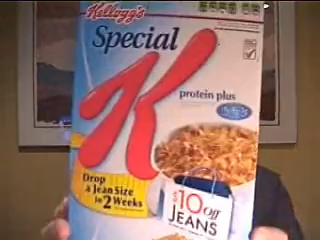 Kellogg's
Special
K
protein plus
Drop
a Jean Size
in 2 Weeks
$10 off
JEANS